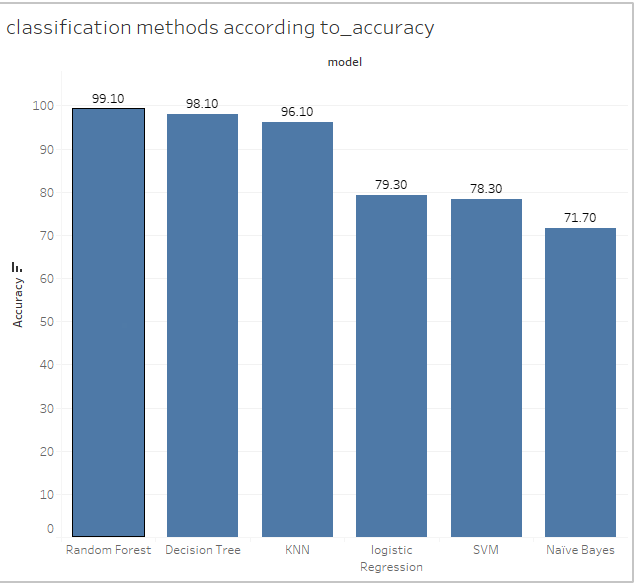 classification methods according to_accuracy
model
Accuracy
100
90
80
70
60
50
40
30
20
10
0
99.10
98.10
96.10
79.30
78.30
71.70
Random Forest
Decision Tree
KNN
logistic
Regression
SVM
Naïve Bayes